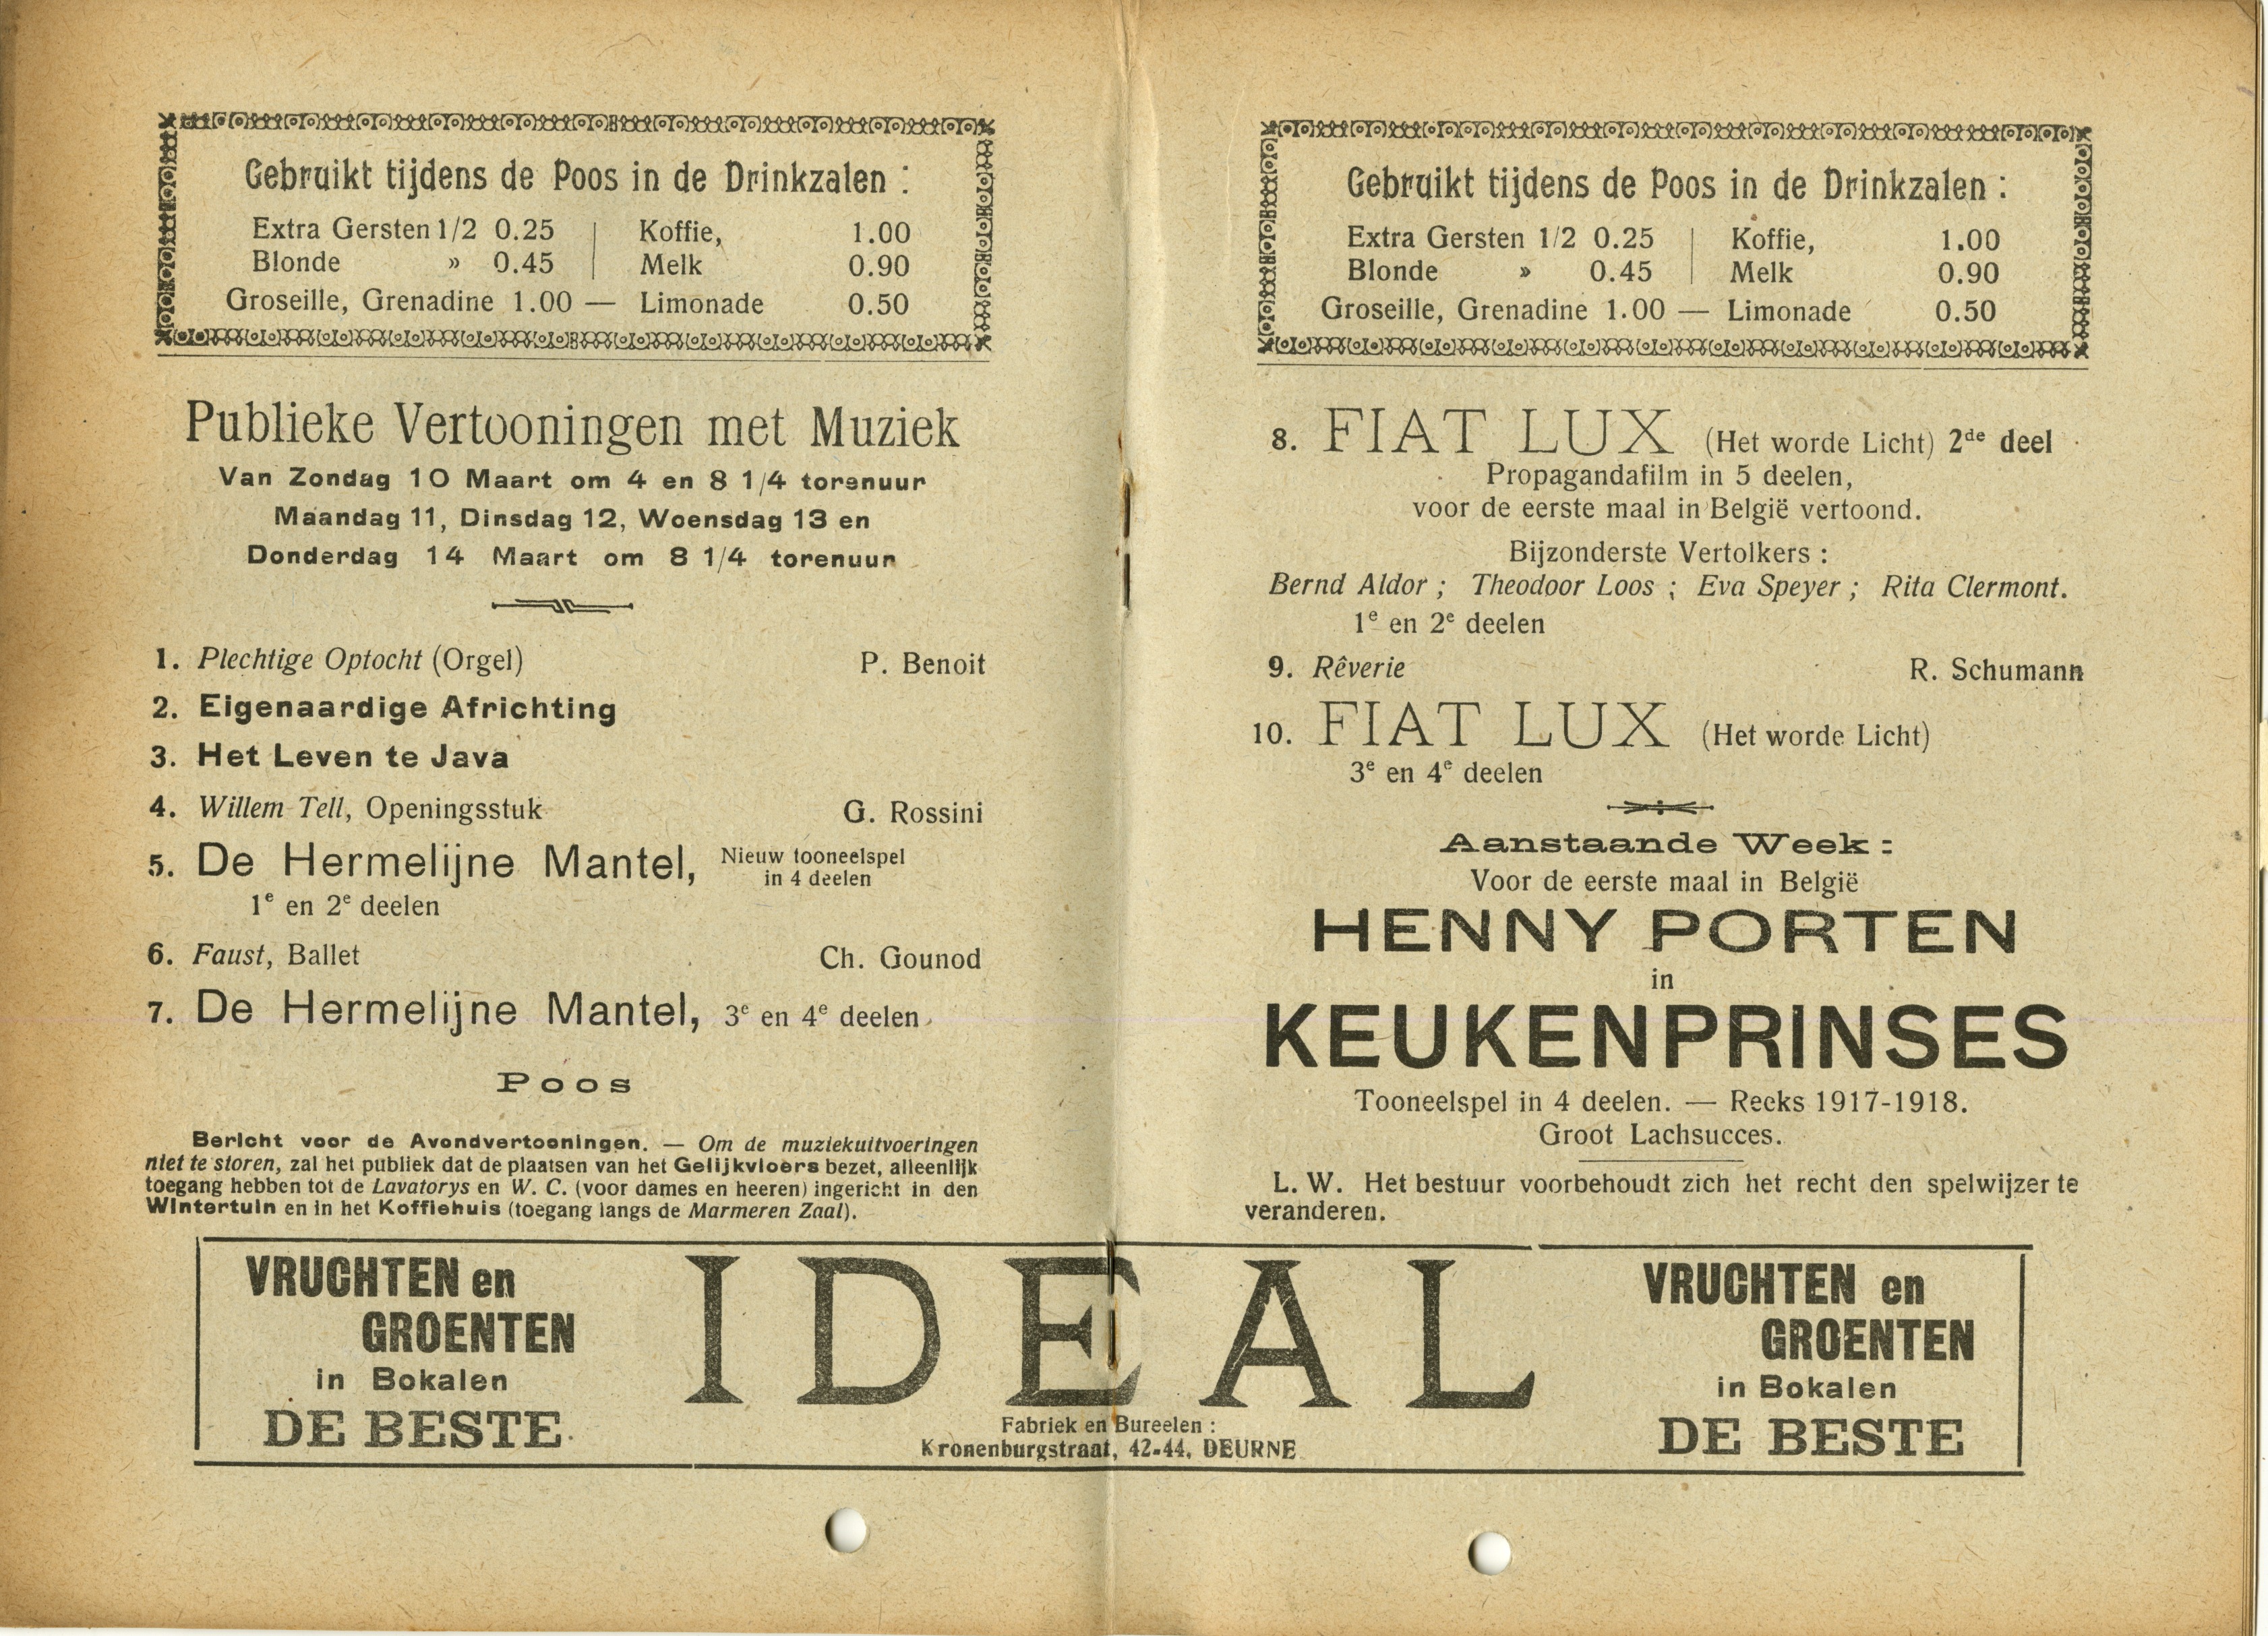 Gebruikt tijdens de Poos in de Drinkzalen :
Extra Gersten 1/2 0.25 | Koffie, 1.00
Blonde » 0.45 | Melk 0.90
Groseille, Grenadine 1.00 — Limonade 0.50
Publieke Vertooningen met Muziek
Van Zondag 10 Maart om 4 en 8 1/4 torenuur
Maandag 11, Dinsdag 12, Woensdag 13 en
Donderdag 14 Maart om 8 1/4 torenuur
1. Plechtige Optocht (Orgel) P. Benoit
2. Eigenaardige Africhting
3. Het Leven te Java
4. Willem Tell, Openingsstuk G. Rossini
5. De Hermelijne Mantel, Nieuw tooneelspel
in 4 deelen
1e en 2e deelen
6. Faust, Ballet Ch. Gounod
7. De Hermelijne Mantel, 3e en 4e deelen
Poos
Bericht voor de Avondvertooningen. — Om de muziekuitvoeringen
niet te storen, zal het publiek dat de plaatsen van het Gelijkvloers bezet, alleenlijk
toegang hebben tot de Lavatorys en W. C. (voor dames en heeren) ingericht in den
Wintertuin en in het Koffiehuis (toegang langs de Marmeren Zaal).
Gebruikt tijdens de Poos in de Drinkzalen :
Extra Gersten 1/2 0.25 | Koffie, 1.00
Blonde » 0.45 | Melk 0.90
Groseille, Grenadine 1.00 — Limonade 0.50
8. FIAT LUX (Het worde Licht) 2de deel
Propagandafilm in 5 deelen,
voor de eerste maal in België vertoond.
Bijzonderste Vertolkers :
Bernd Aldor ; Theodoor Loos ; Eva Speyer ; Rita Clermont.
1e en 2e deelen
9. Rêverie R. Schumann
10. FIAT LUX (Het worde Licht)
3e en 4e deelen
Aanstaande Week :
Voor de eerste maal in België
HENNY PORTEN
in
KEUKENPRINSES
Tooneelspel in 4 deelen. — Reeks 1917-1918.
Groot Lachsucces.
L. W. Het bestuur voorbehoudt zich het recht den spelwijzer te
veranderen.
VRUCHTEN en
GROENTEN
in Bokalen
DE BESTE
IDEAL
Fabriek en Bureelen :
Kronenburgstraat, 42-44, DEURNE
VRUCHTEN en
GROENTEN
in Bokalen
DE BESTE